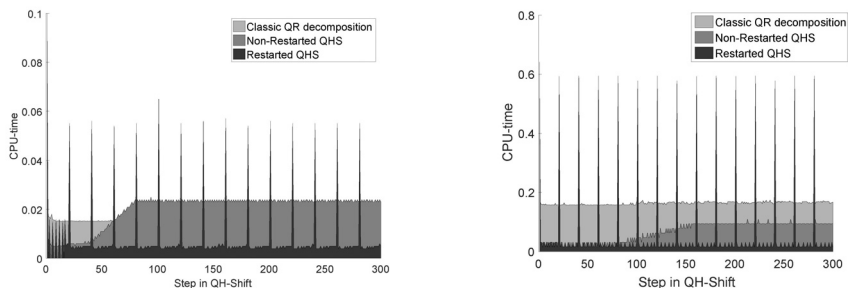 0.1
0.08
0.06
0.04
0.02
0
CPU-time
Classic QR decomposition
Non-Restarted QHS
Restarted QHS
0 50 100 150 200 250 300
Step in QH-Shift
0.8
0.6
0.4
0.2
0
CPU-time
Classic QR decomposition
Non-Restarted QHS
Restarted QHS
0 50 100 150 200 250 300
Step in QH-Shift